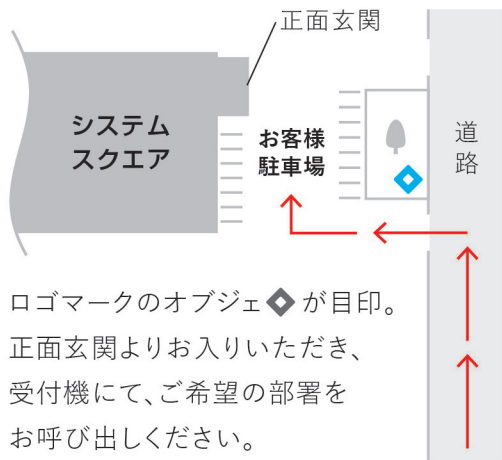 正面玄関
システム
スクエア
お客様
駐車場
道路
ロゴマークのオブジェ が目印。
正面玄関よりお入りいただき、
受付機にて、ご希望の部署を
お呼び出しください。